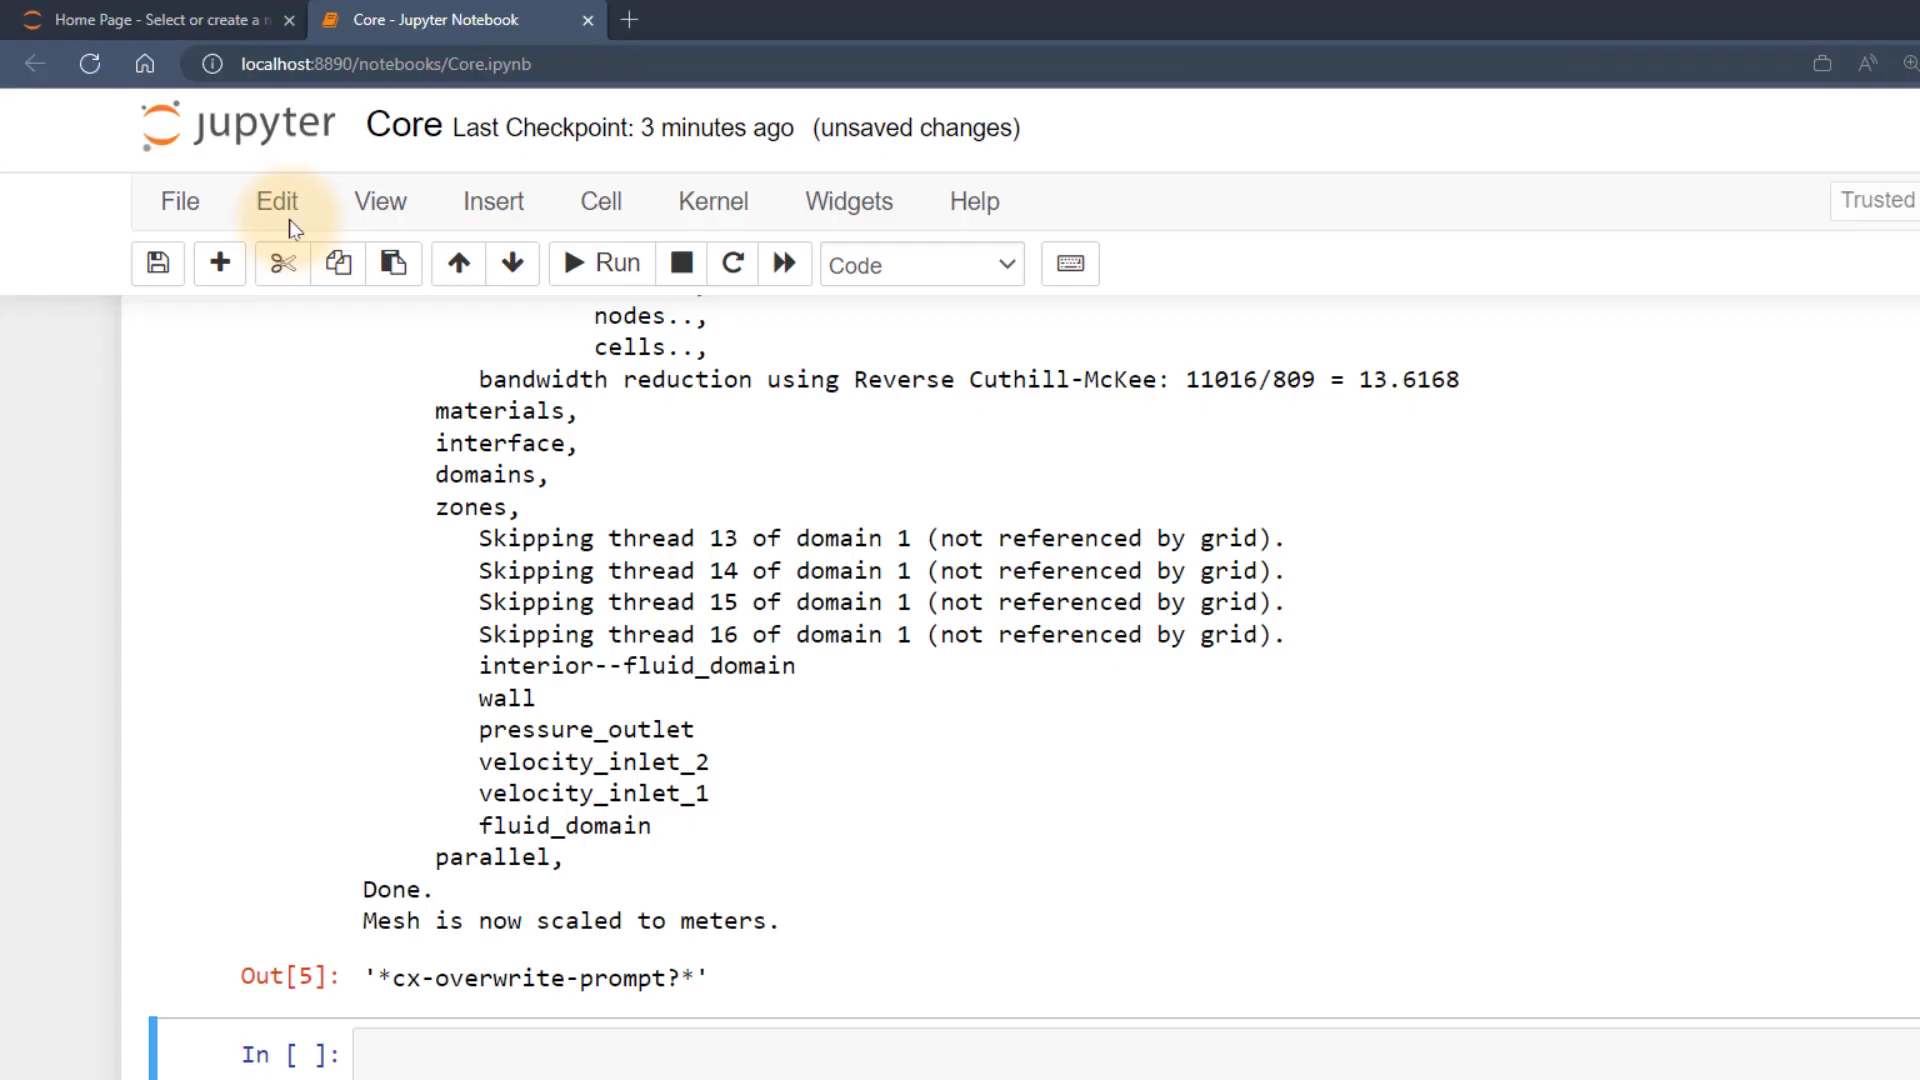 Home Page - Select or create a n
Core - Jupyter Notebook
localhost:8890/notebooks/Core.ipynb
jupyter Core Last Checkpoint: 3 minutes ago (unsaved changes)
File Edit View Insert Cell Kernel Widgets Help Trusted
Run Code
nodes..,
cells..,
bandwidth reduction using Reverse Cuthill-McKee: 11016/809 = 13.6168
materials,
interface,
domains,
zones,
Skipping thread 13 of domain 1 (not referenced by grid).
Skipping thread 14 of domain 1 (not referenced by grid).
Skipping thread 15 of domain 1 (not referenced by grid).
Skipping thread 16 of domain 1 (not referenced by grid).
interior--fluid_domain
wall
pressure_outlet
velocity_inlet_2
velocity_inlet_1
fluid_domain
parallel,
Done.
Mesh is now scaled to meters.
Out[5]: '*cx-overwrite-prompt?*'
In [ ]: